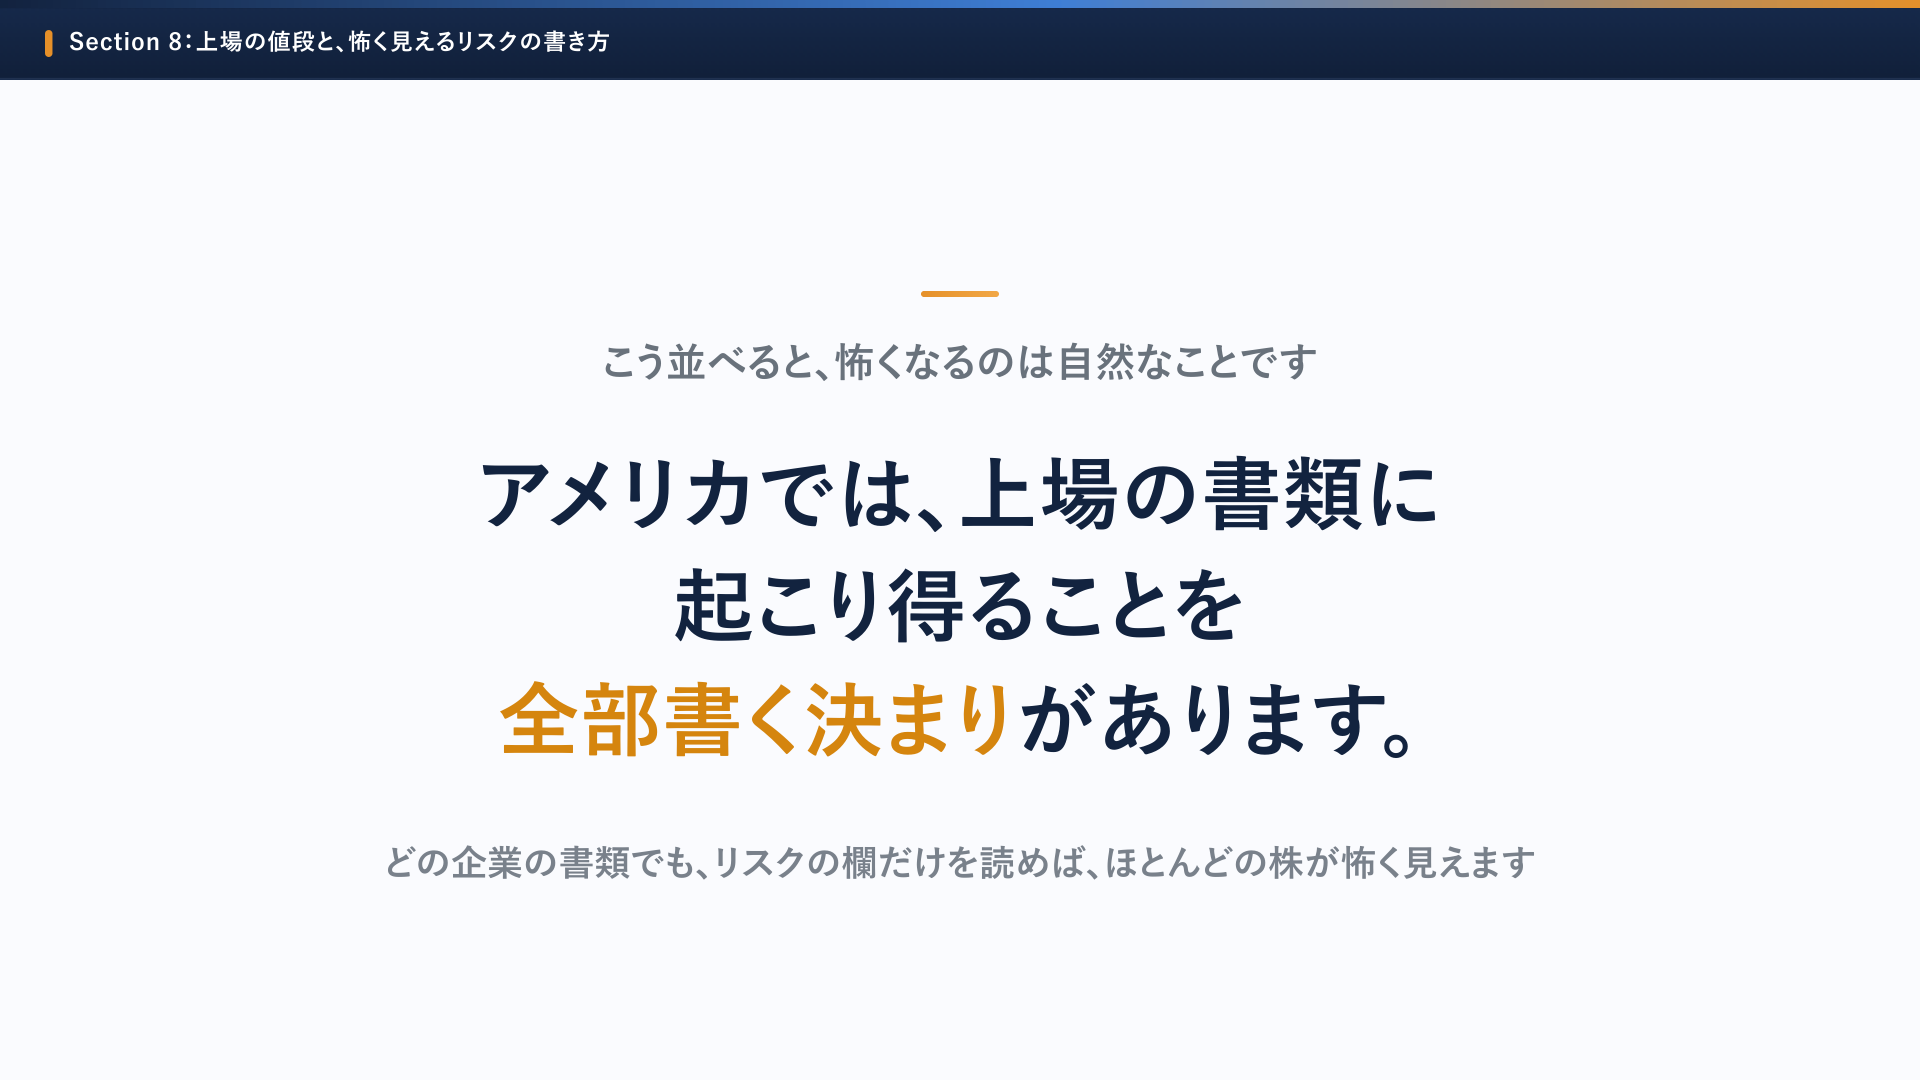 Section 8：上場の値段と、怖く見えるリスクの書き方
こう並べると、怖くなるのは自然なことです
アメリカでは、上場の書類に
起こり得ることを
全部書く決まりがあります。
どの企業の書類でも、リスクの欄だけを読めば、ほとんどの株が怖く見えます